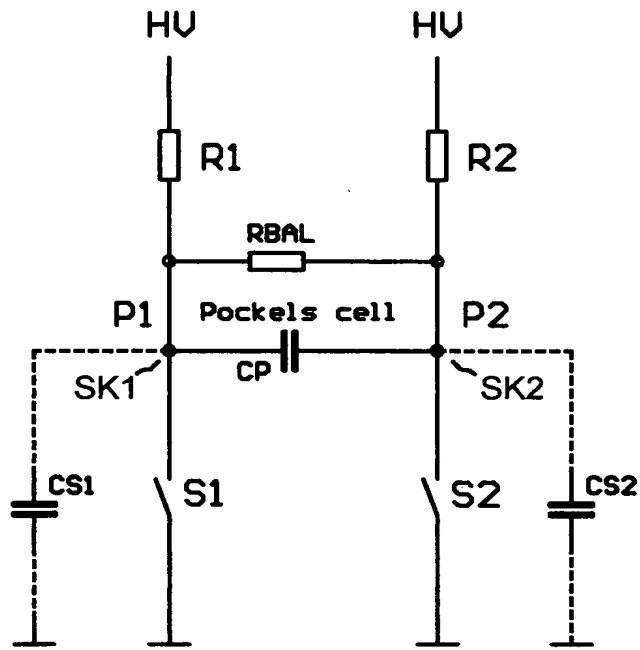 HV HV
R1 R2
RBAL
P1 Pockels cell P2
CP
SK1 SK2
CS1 S1 S2 CS2